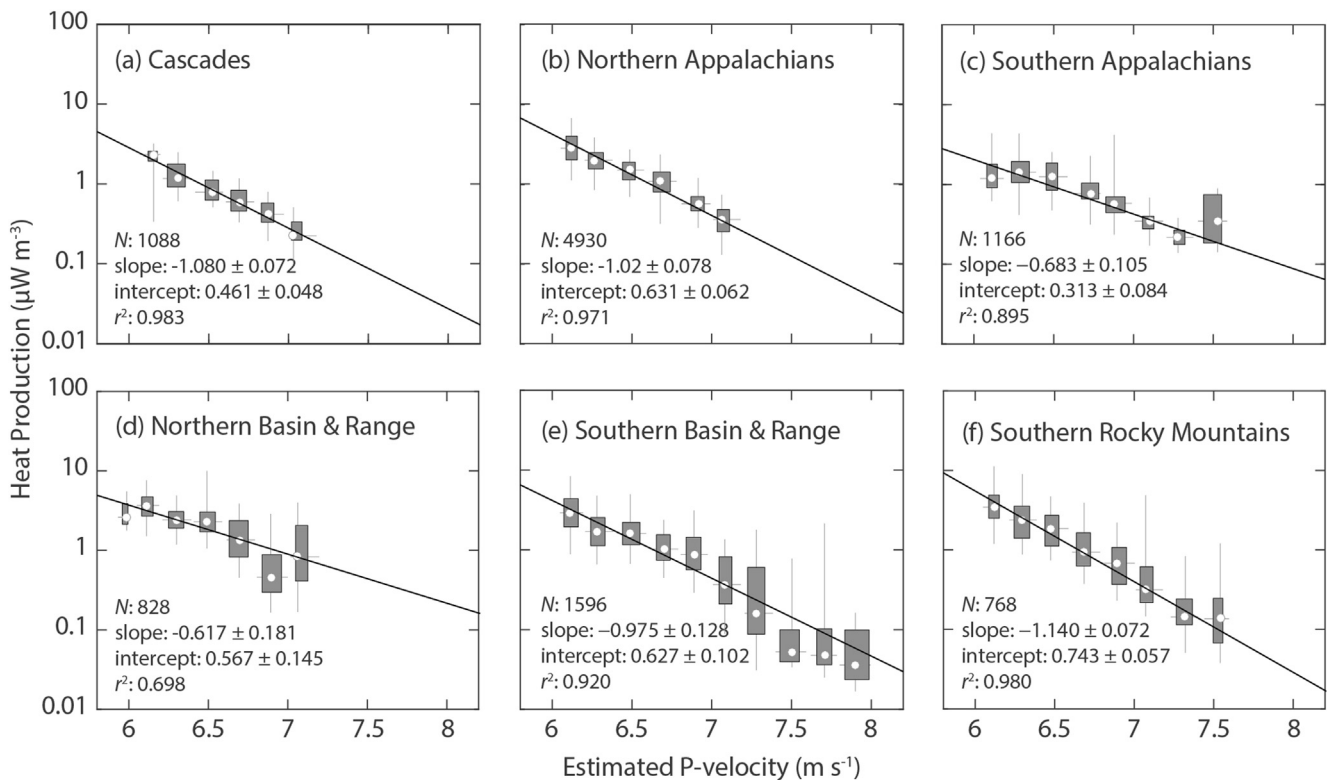 100
10
1
0.1
0.01
Heat Production (µW m⁻³)
(a) Cascades
N: 1088
slope: -1.080 ± 0.072
intercept: 0.461 ± 0.048
r²: 0.983
(b) Northern Appalachians
N: 4930
slope: -1.02 ± 0.078
intercept: 0.631 ± 0.062
r²: 0.971
(c) Southern Appalachians
N: 1166
slope: −0.683 ± 0.105
intercept: 0.313 ± 0.084
r²: 0.895
100
10
1
0.1
0.01
(d) Northern Basin & Range
N: 828
slope: -0.617 ± 0.181
intercept: 0.567 ± 0.145
r²: 0.698
(e) Southern Basin & Range
N: 1596
slope: −0.975 ± 0.128
intercept: 0.627 ± 0.102
r²: 0.920
(f) Southern Rocky Mountains
N: 768
slope: −1.140 ± 0.072
intercept: 0.743 ± 0.057
r²: 0.980
6 6.5 7 7.5 8 6 6.5 7 7.5 8 6 6.5 7 7.5 8
Estimated P-velocity (m s⁻¹)